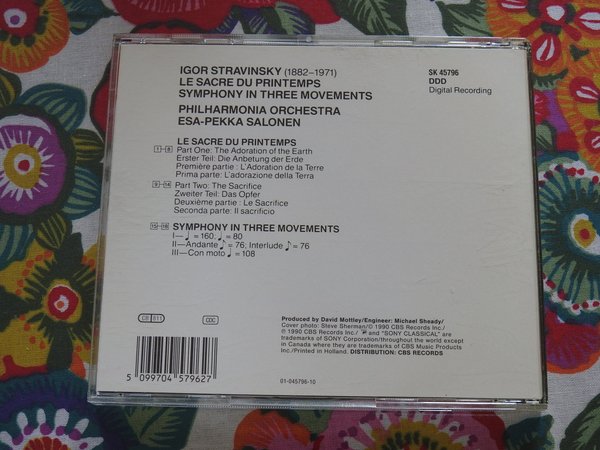 IGOR STRAVINSKY (1882–1971)
LE SACRE DU PRINTEMPS
SYMPHONY IN THREE MOVEMENTS
PHILHARMONIA ORCHESTRA
ESA-PEKKA SALONEN
SK 45796
DDD
Digital Recording
LE SACRE DU PRINTEMPS
1–8 Part One: The Adoration of the Earth
Erster Teil: Die Anbetung der Erde
Première partie : L'Adoration de la Terre
Prima parte: L'adorazione della Terra
9–14 Part Two: The Sacrifice
Zweiter Teil: Das Opfer
Deuxième partie : Le Sacrifice
Seconda parte: Il sacrificio
SYMPHONY IN THREE MOVEMENTS
I—♩=160. ♩=80
II—Andante ♪=76; Interlude ♪=76
III—Con moto ♩=108
CB 811
CDC
Produced by David Mottley/Engineer: Michael Sheady/
Cover photo: Steve Sherman/© 1990 CBS Records Inc./
℗ 1990 CBS Records Inc./ and "SONY CLASSICAL" are
trademarks of SONY Corporation/throughout the world except
in Canada where they are trademarks of CBS Music Products
Inc./Printed in Holland. DISTRIBUTION: CBS RECORDS
5 099704 579627
01-045796-10